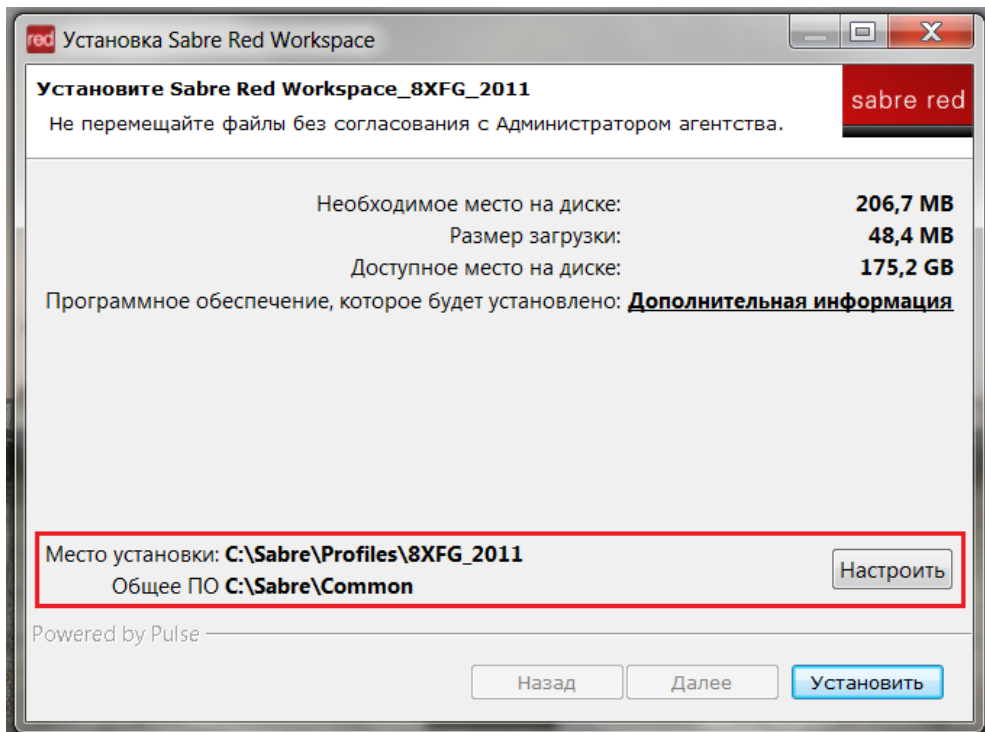 red Установка Sabre Red Workspace
Установите Sabre Red Workspace_8XFG_2011
sabre red
Не перемещайте файлы без согласования с Администратором агентства.
Необходимое место на диске: 206,7 MB
Размер загрузки: 48,4 MB
Доступное место на диске: 175,2 GB
Программное обеспечение, которое будет установлено: Дополнительная информация
Место установки: C:\Sabre\Profiles\8XFG_2011
Общее ПО C:\Sabre\Common
Настроить
Powered by Pulse
Назад Далее Установить